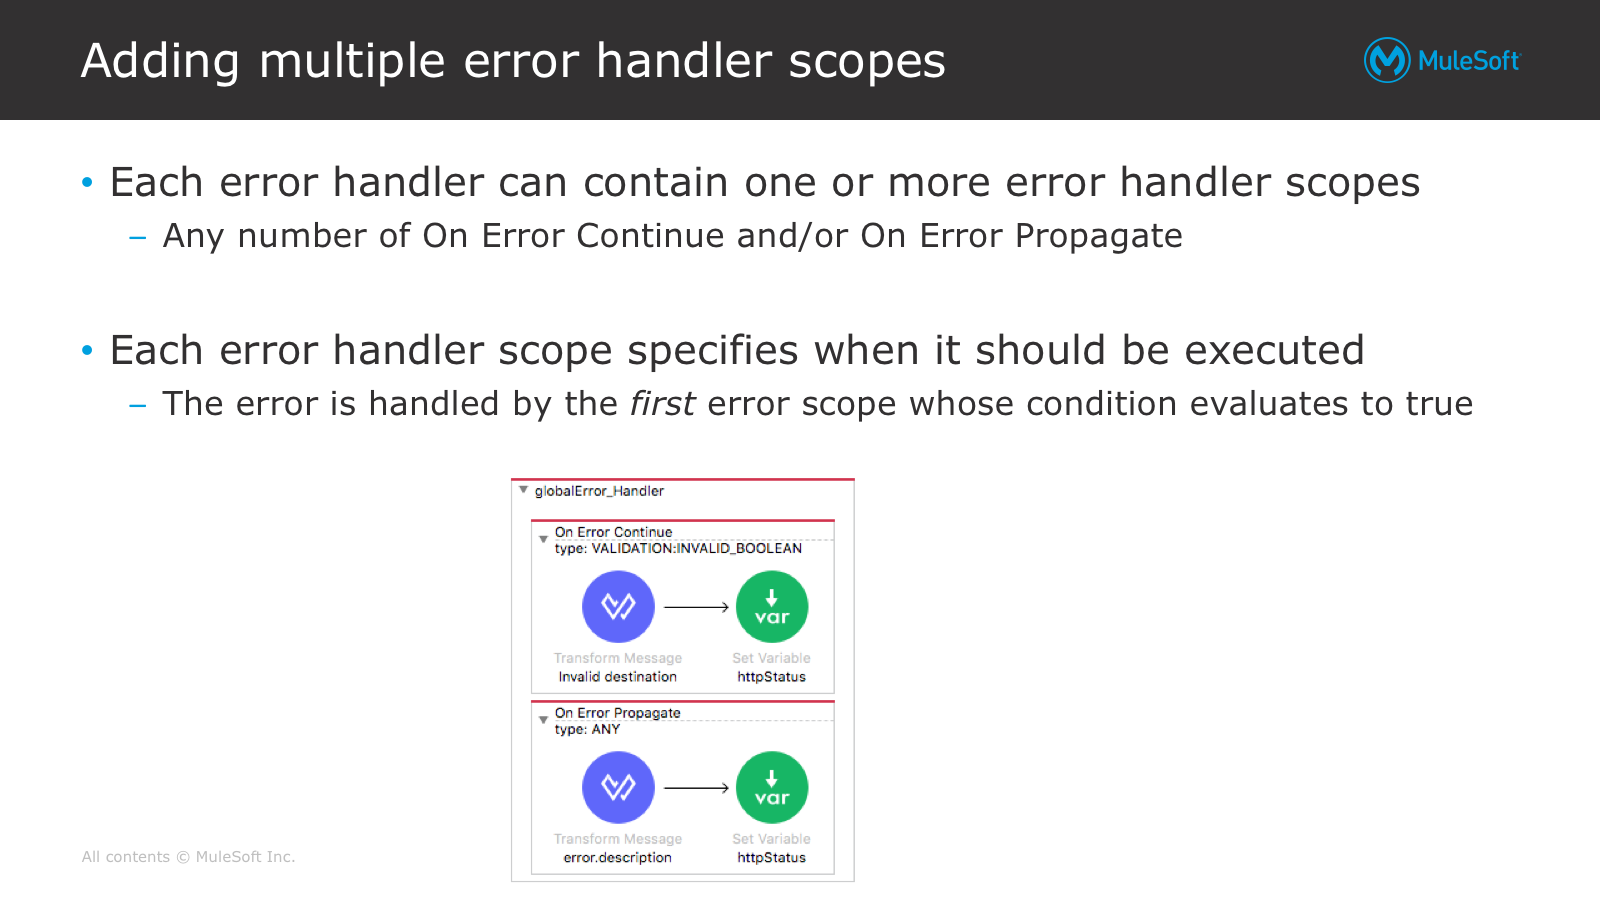 Adding multiple error handler scopes
MuleSoft
• Each error handler can contain one or more error handler scopes
– Any number of On Error Continue and/or On Error Propagate
• Each error handler scope specifies when it should be executed
– The error is handled by the first error scope whose condition evaluates to true
globalError_Handler
On Error Continue
type: VALIDATION:INVALID_BOOLEAN
var
Transform Message
Set Variable
Invalid destination
httpStatus
On Error Propagate
type: ANY
var
Transform Message
Set Variable
error.description
httpStatus
All contents © MuleSoft Inc.